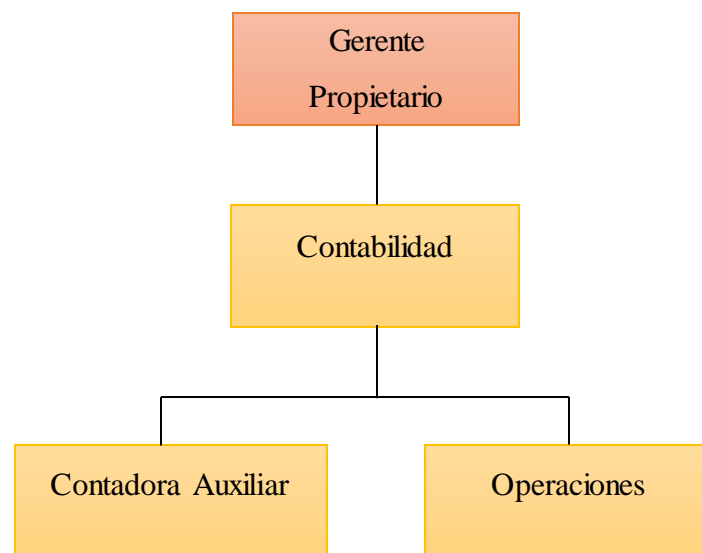 Gerente
Propietario
Contabilidad
Contadora Auxiliar
Operaciones